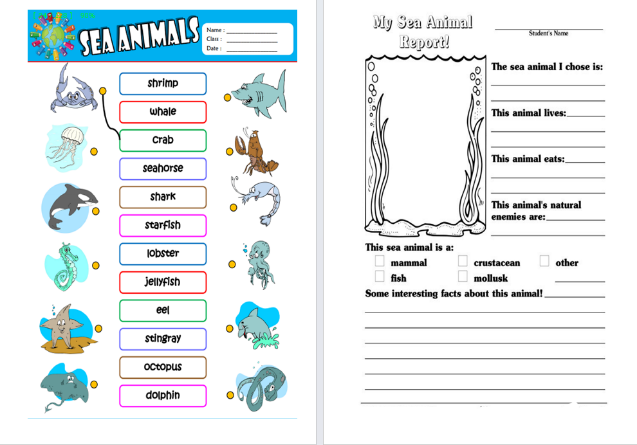 SEA ANIMALS
Name :
Class :
Date :
shrimp
whale
crab
seahorse
shark
starfish
lobster
jellyfish
eel
stingray
octopus
dolphin
My Sea Animal
Report!
Student's Name
The sea animal I chose is:
This animal lives:
This animal eats:
This animal's natural
enemies are:
This sea animal is a:
mammal crustacean other
fish mollusk
Some interesting facts about this animal!